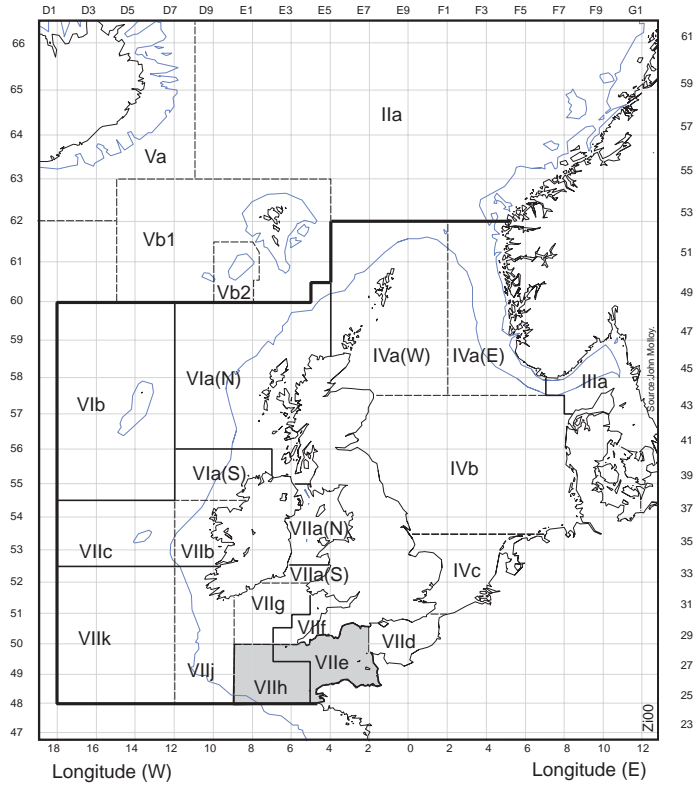 D1 D3 D5 D7 D9 E1 E3 E5 E7 E9 F1 F3 F5 F7 F9 G1
66 61
65 59
IIa
64 57
Va
63 55
62 53
Vb1
61 51
Vb2
60 49
59 47
IVa(W) IVa(E)
VIa(N)
58 45
IIIa
Source:John Molloy.
VIb
57 43
56 41
VIa(S) IVb
55 39
54 37
VIIa(N)
VIIc VIIb
53 35
VIIa(S) IVc
52 33
VIIg
51 31
VIIf
VIIk VIId
50 29
VIIe
VIIj
49 27
VIIh
48 25
ZI00
47 23
18 16 14 12 10 8 6 4 2 0 2 4 6 8 10 12
Longitude (W) Longitude (E)